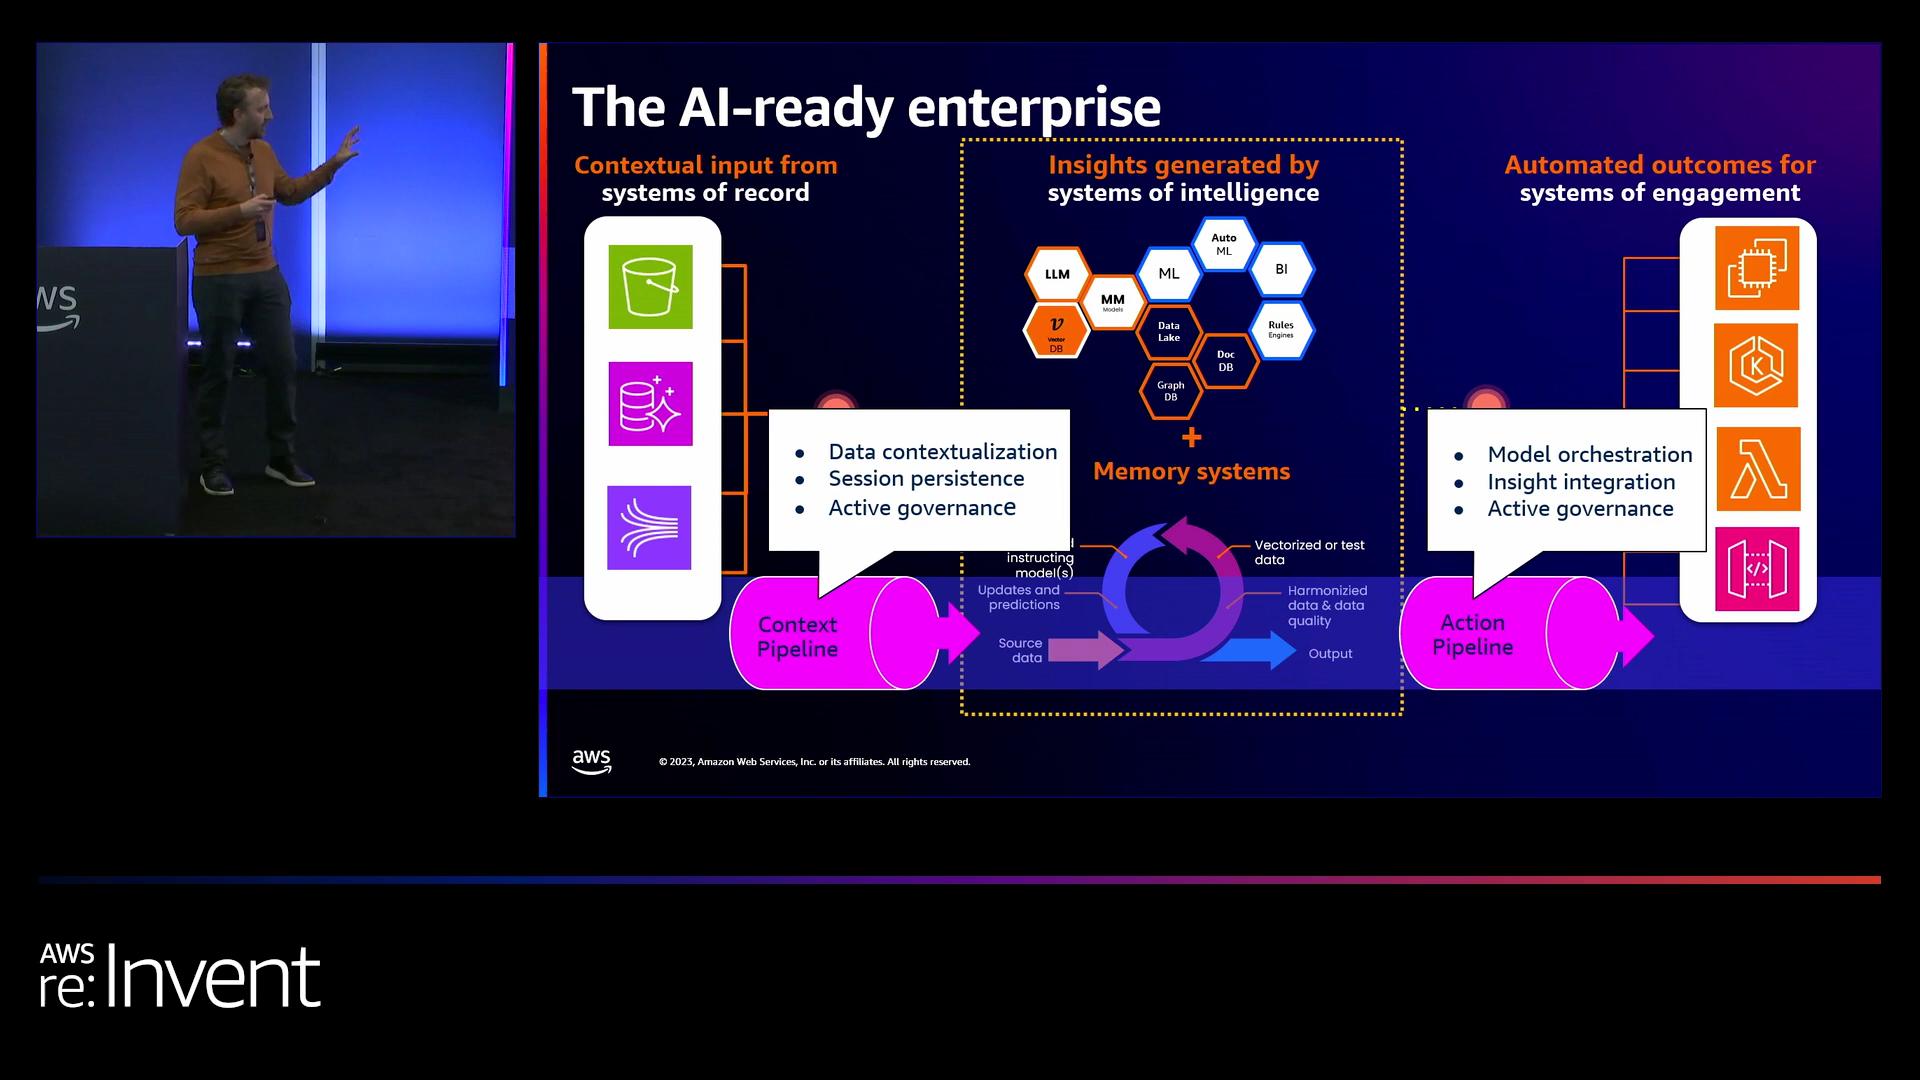 WS
The AI-ready enterprise
Contextual input from
systems of record
Insights generated by
systems of intelligence
Automated outcomes for
systems of engagement
LLM
MM
Models
V
Vector
DB
ML
Auto
ML
BI
Data
Lake
Doc
DB
Rules
Engines
Graph
DB
+
Memory systems
• Data contextualization
• Session persistence
• Active governance
instructing
model(s)
Updates and
predictions
Source
data
Vectorized or test
data
Harmonizied
data & data
quality
Output
Context
Pipeline
• Model orchestration
• Insight integration
• Active governance
K
</>
Action
Pipeline
aws
© 2023, Amazon Web Services, Inc. or its affiliates. All rights reserved.
AWS
re:Invent